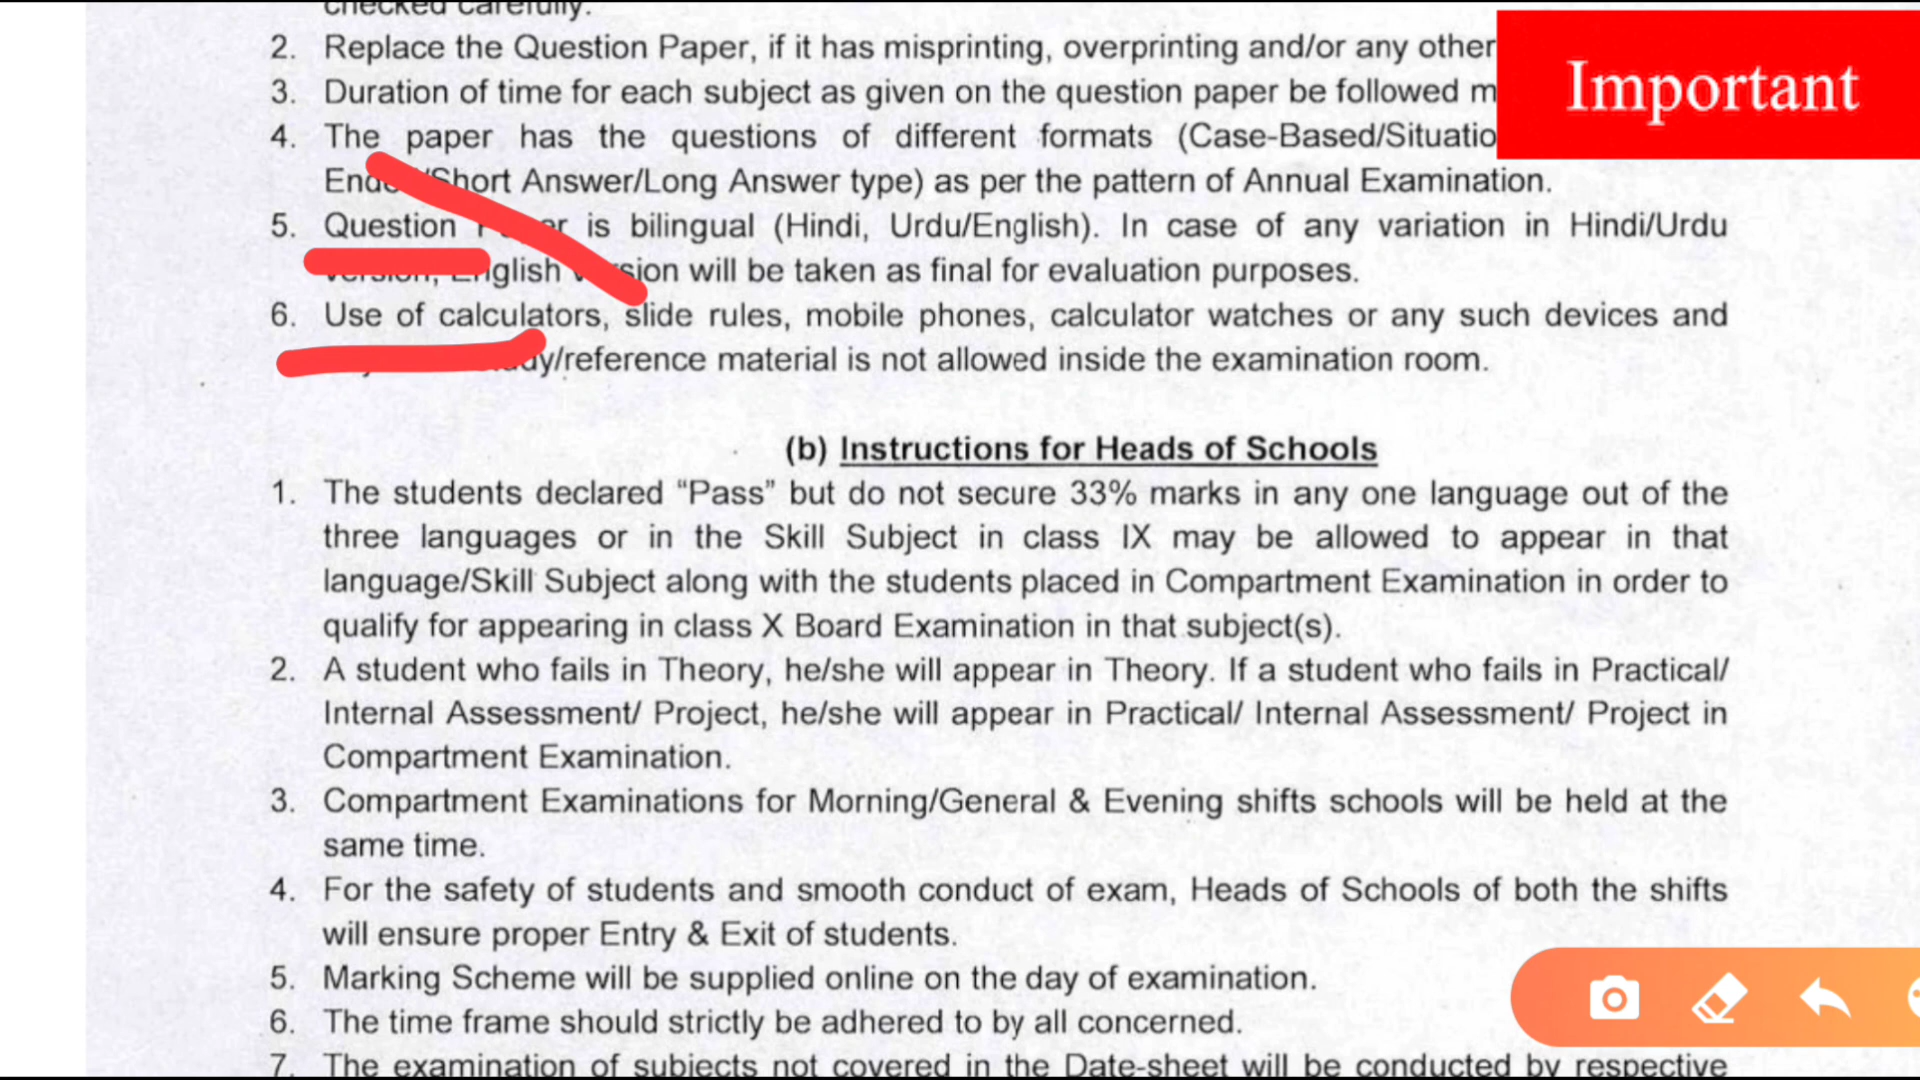 checked carefully.
2. Replace the Question Paper, if it has misprinting, overprinting and/or any other
Important
3. Duration of time for each subject as given on the question paper be followed m
4. The paper has the questions of different formats (Case-Based/Situatio
Short Answer/Long Answer type) as per the pattern of Annual Examination.
5. Question is bilingual (Hindi, Urdu/English). In case of any variation in Hindi/Urdu
English will be taken as final for evaluation purposes.
6. Use of calculators, slide rules, mobile phones, calculator watches or any such devices and
/reference material is not allowed inside the examination room.
(b) Instructions for Heads of Schools
1. The students declared “Pass” but do not secure 33% marks in any one language out of the
three languages or in the Skill Subject in class IX may be allowed to appear in that
language/Skill Subject along with the students placed in Compartment Examination in order to
qualify for appearing in class X Board Examination in that subject(s).
2. A student who fails in Theory, he/she will appear in Theory. If a student who fails in Practical/
Internal Assessment/ Project, he/she will appear in Practical/ Internal Assessment/ Project in
Compartment Examination.
3. Compartment Examinations for Morning/General & Evening shifts schools will be held at the
same time.
4. For the safety of students and smooth conduct of exam, Heads of Schools of both the shifts
will ensure proper Entry & Exit of students.
5. Marking Scheme will be supplied online on the day of examination.
6. The time frame should strictly be adhered to by all concerned.
7. The examination of subjects not covered in the Date-sheet will be conducted by respective